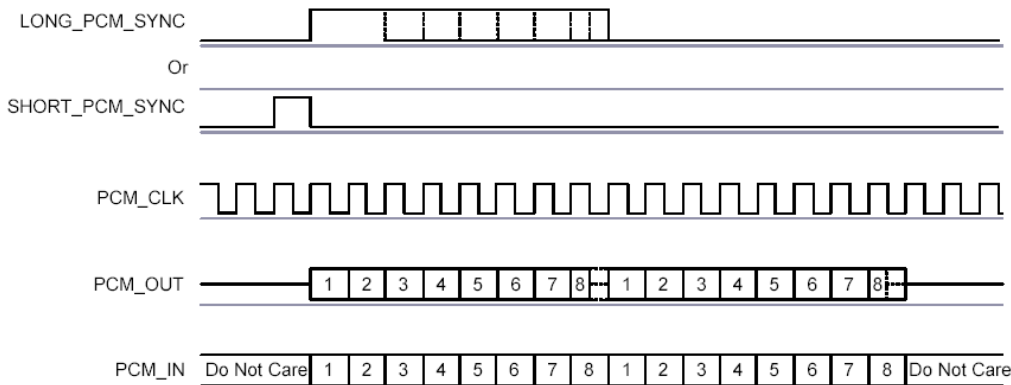 LONG_PCM_SYNC
Or
SHORT_PCM_SYNC
PCM_CLK
PCM_OUT 1 2 3 4 5 6 7 8 1 2 3 4 5 6 7 8
PCM_IN Do Not Care 1 2 3 4 5 6 7 8 1 2 3 4 5 6 7 8 Do Not Care